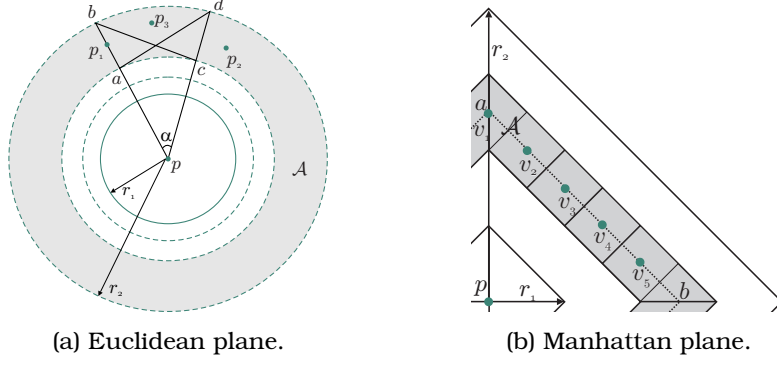 b
d
p₃
p₁
p₂
a
c
α
p
𝒜
r₁
r₂
(a) Euclidean plane.
r₂
a
𝒜
v₁
v₂
v₃
v₄
v₅
p
r₁
b
(b) Manhattan plane.